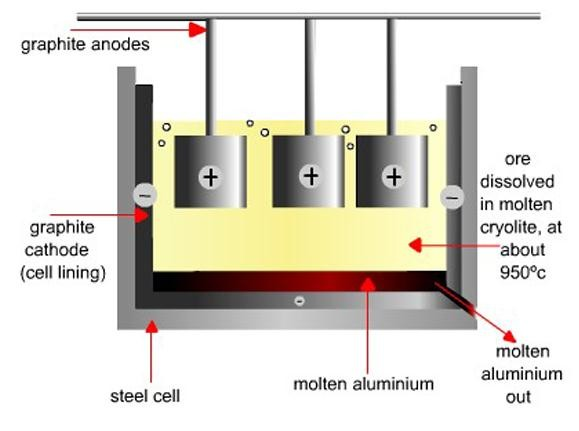 graphite anodes
+
+
+
−
−
ore
dissolved
in molten
cryolite, at
about
950ºc
graphite
cathode
(cell lining)
−
molten
aluminium
out
molten aluminium
steel cell